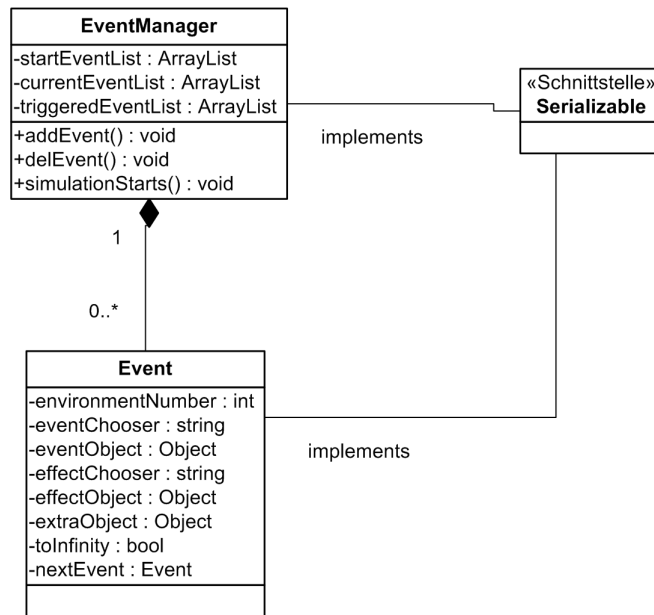 EventManager
-startEventList : ArrayList
-currentEventList : ArrayList
-triggeredEventList : ArrayList
+addEvent() : void
+delEvent() : void
+simulationStarts() : void
«Schnittstelle»
Serializable
implements
1
0..*
Event
-environmentNumber : int
-eventChooser : string
-eventObject : Object
-effectChooser : string
-effectObject : Object
-extraObject : Object
-toInfinity : bool
-nextEvent : Event
implements